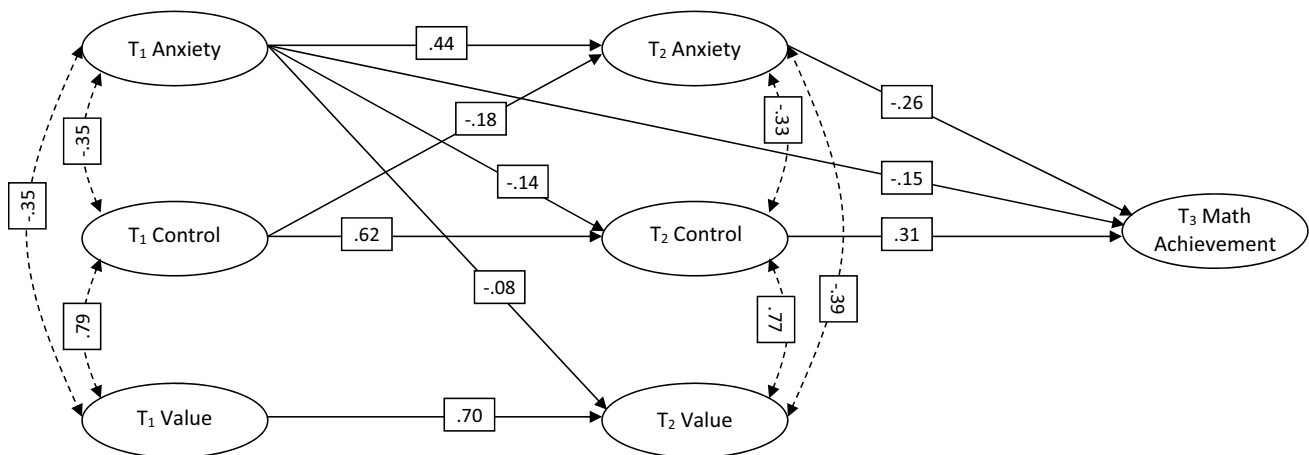 T₁ Anxiety
.44
T₂ Anxiety
-.26
-.18
-.35
-.33
-.14
-.15
-.35
T₁ Control
.62
T₂ Control
.31
T₃ Math
Achievement
-.08
-.39
.79
.77
T₁ Value
.70
T₂ Value